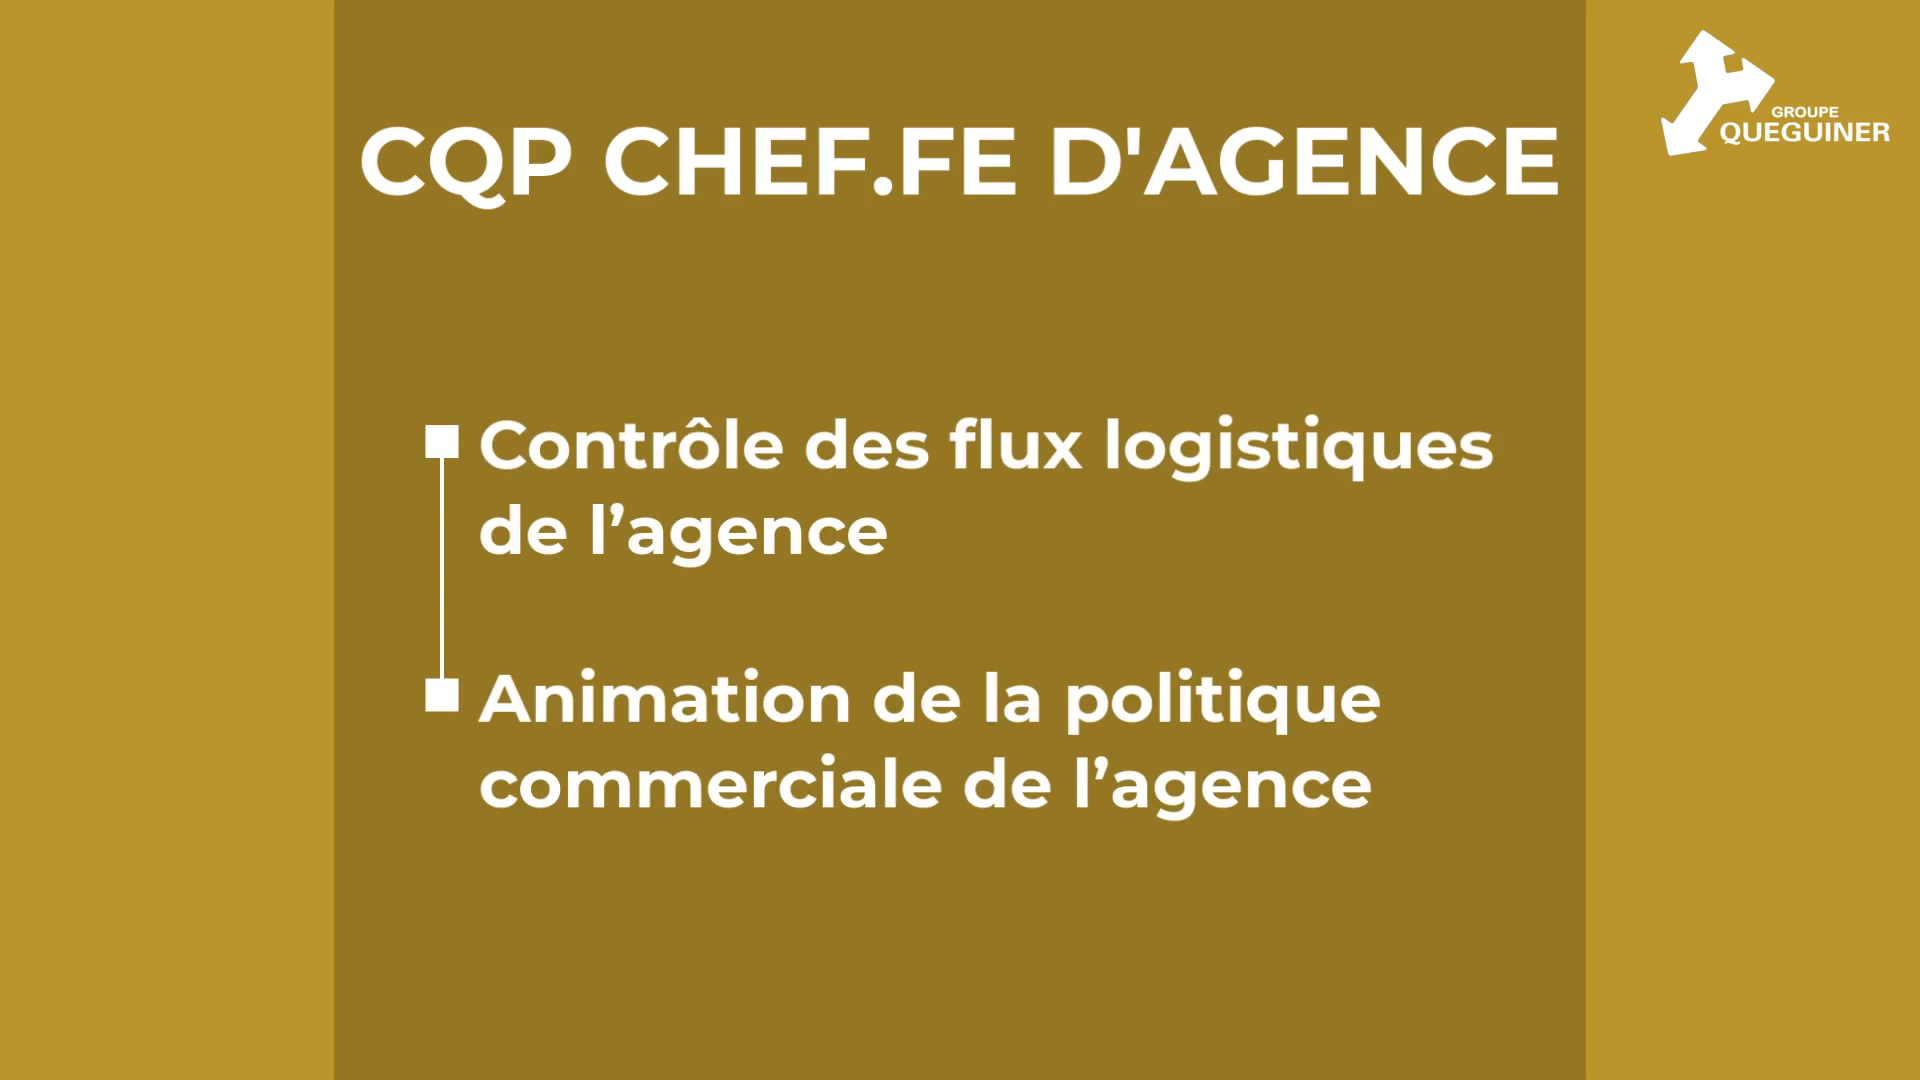 CQP CHEF.FE D'AGENCE
GROUPE
QUEGUINER
Contrôle des flux logistiques
de l’agence
Animation de la politique
commerciale de l’agence